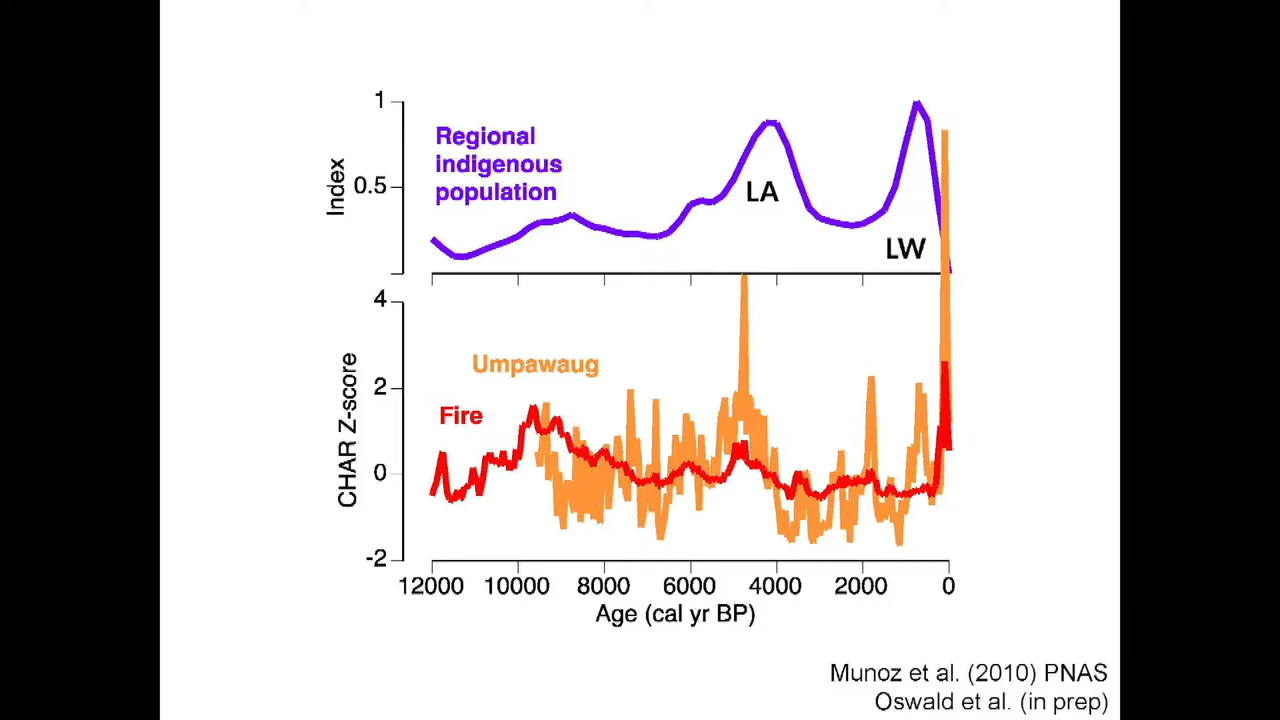 1
Regional
indigenous
population
Index
0.5
LA
LW
4
Umpawaug
2
Fire
CHAR Z-score
0
-2
12000 10000 8000 6000 4000 2000 0
Age (cal yr BP)
Munoz et al. (2010) PNAS
Oswald et al. (in prep)